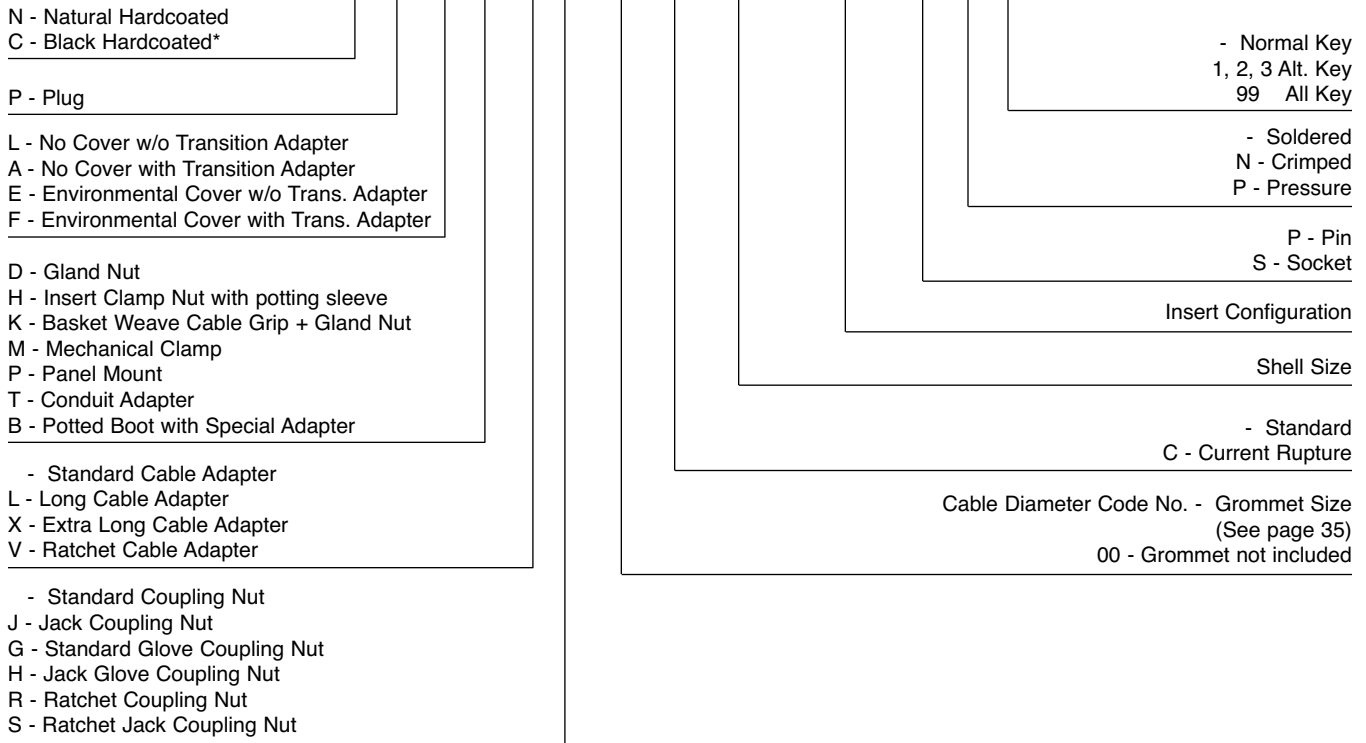 N - Natural Hardcoated
C - Black Hardcoated*
P - Plug
L - No Cover w/o Transition Adapter
A - No Cover with Transition Adapter
E - Environmental Cover w/o Trans. Adapter
F - Environmental Cover with Trans. Adapter
D - Gland Nut
H - Insert Clamp Nut with potting sleeve
K - Basket Weave Cable Grip + Gland Nut
M - Mechanical Clamp
P - Panel Mount
T - Conduit Adapter
B - Potted Boot with Special Adapter
- Standard Cable Adapter
L - Long Cable Adapter
X - Extra Long Cable Adapter
V - Ratchet Cable Adapter
- Standard Coupling Nut
J - Jack Coupling Nut
G - Standard Glove Coupling Nut
H - Jack Glove Coupling Nut
R - Ratchet Coupling Nut
S - Ratchet Jack Coupling Nut
- Normal Key
1, 2, 3 Alt. Key
99 All Key
- Soldered
N - Crimped
P - Pressure
P - Pin
S - Socket
Insert Configuration
Shell Size
- Standard
C - Current Rupture
Cable Diameter Code No. - Grommet Size
(See page 35)
00 - Grommet not included